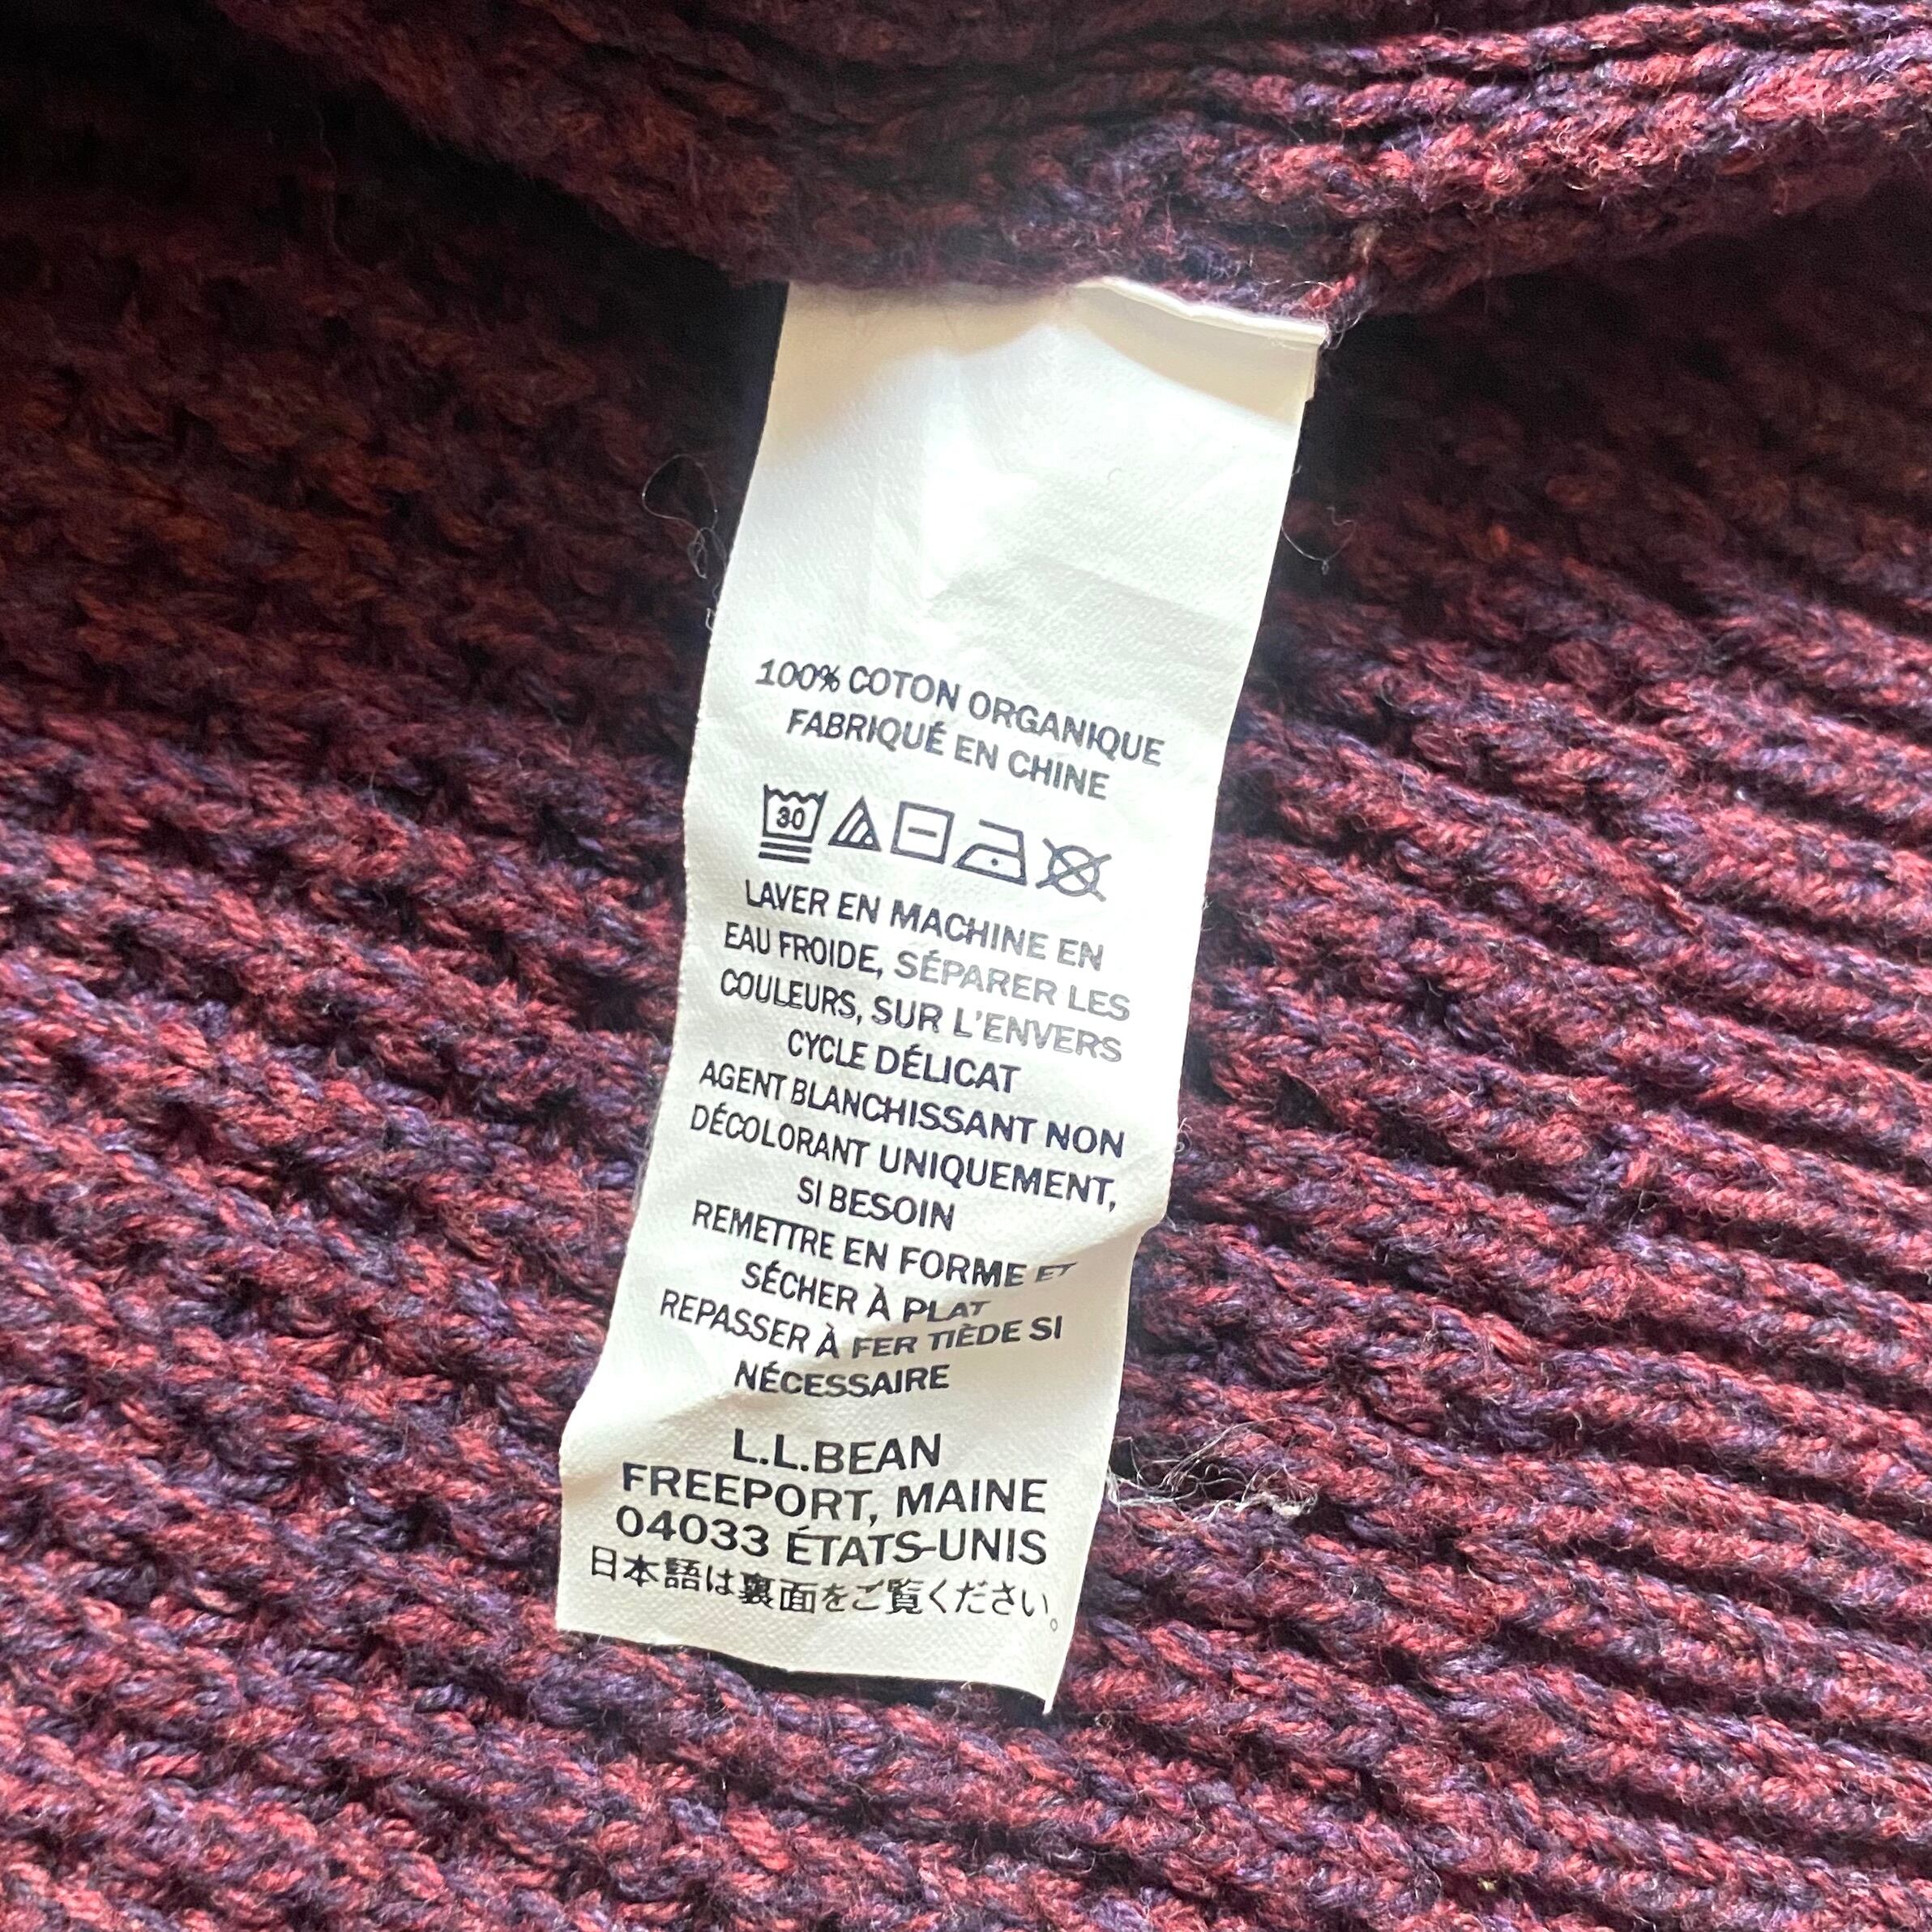 100% COTON ORGANIQUE
FABRIQUÉ EN CHINE
30
LAVER EN MACHINE EN
EAU FROIDE, SÉPARER LES
COULEURS, SUR L'ENVERS
CYCLE DÉLICAT
AGENT BLANCHISSANT NON
DÉCOLORANT UNIQUEMENT,
SI BESOIN
REMETTRE EN FORME ET
SÉCHER À PLAT
REPASSER À FER TIÈDE SI
NÉCESSAIRE
L.L.BEAN
FREEPORT, MAINE
04033 ÉTATS-UNIS
日本語は裏面をご覧ください。